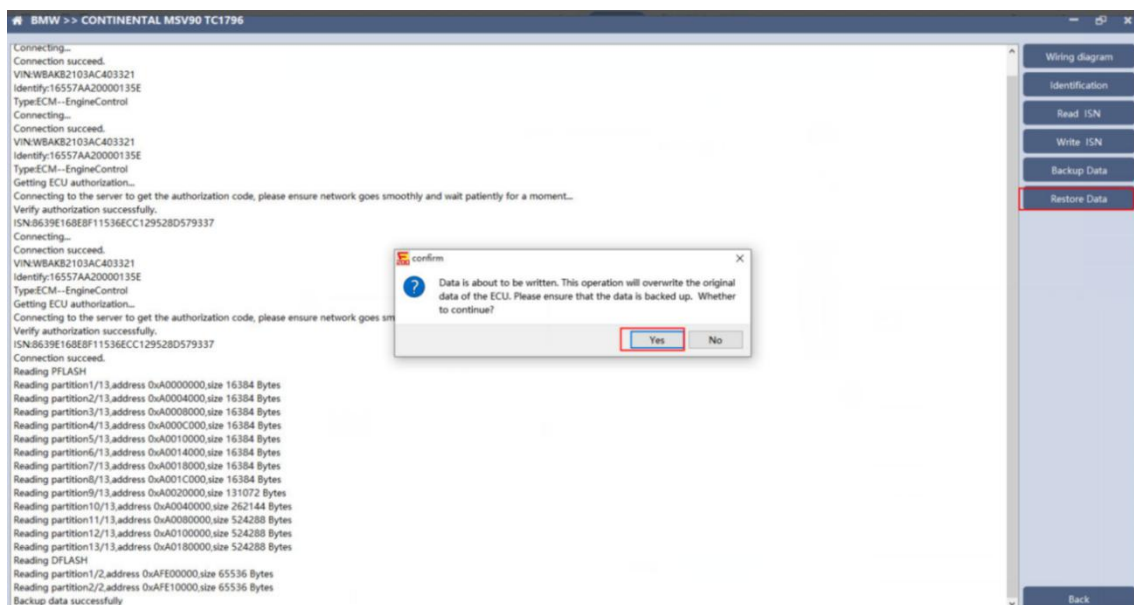 BMW >> CONTINENTAL MSV90 TC1796
Connecting...
Connection succeed.
VIN:WBAKB2103AC403321
Identify:16557AA20000135E
Type:ECM--EngineControl
Connecting...
Connection succeed.
VIN:WBAKB2103AC403321
Identify:16557AA20000135E
Type:ECM--EngineControl
Getting ECU authorization...
Connecting to the server to get the authorization code, please ensure network goes smoothly and wait patiently for a moment...
Verify authorization successfully.
ISN:8639E168E8F11536ECC129528D579337
Connecting...
Connection succeed.
VIN:WBAKB2103AC403321
Identify:16557AA20000135E
Type:ECM--EngineControl
Getting ECU authorization...
Connecting to the server to get the authorization code, please ensure network goes sm
Verify authorization successfully.
ISN:8639E168E8F11536ECC129528D579337
Connection succeed.
Reading PFLASH
Reading partition1/13,address 0xA0000000,size 16384 Bytes
Reading partition2/13,address 0xA0004000,size 16384 Bytes
Reading partition3/13,address 0xA0008000,size 16384 Bytes
Reading partition4/13,address 0xA000C000,size 16384 Bytes
Reading partition5/13,address 0xA0010000,size 16384 Bytes
Reading partition6/13,address 0xA0014000,size 16384 Bytes
Reading partition7/13,address 0xA0018000,size 16384 Bytes
Reading partition8/13,address 0xA001C000,size 16384 Bytes
Reading partition9/13,address 0xA0020000,size 131072 Bytes
Reading partition10/13,address 0xA0040000,size 262144 Bytes
Reading partition11/13,address 0xA0080000,size 524288 Bytes
Reading partition12/13,address 0xA0100000,size 524288 Bytes
Reading partition13/13,address 0xA0180000,size 524288 Bytes
Reading DFLASH
Reading partition1/2,address 0xAFE00000,size 65536 Bytes
Reading partition2/2,address 0xAFE10000,size 65536 Bytes
Backup data successfully
confirm
Data is about to be written. This operation will overwrite the original
data of the ECU. Please ensure that the data is backed up. Whether
to continue?
Yes
No
Wiring diagram
Identification
Read ISN
Write ISN
Backup Data
Restore Data
Back